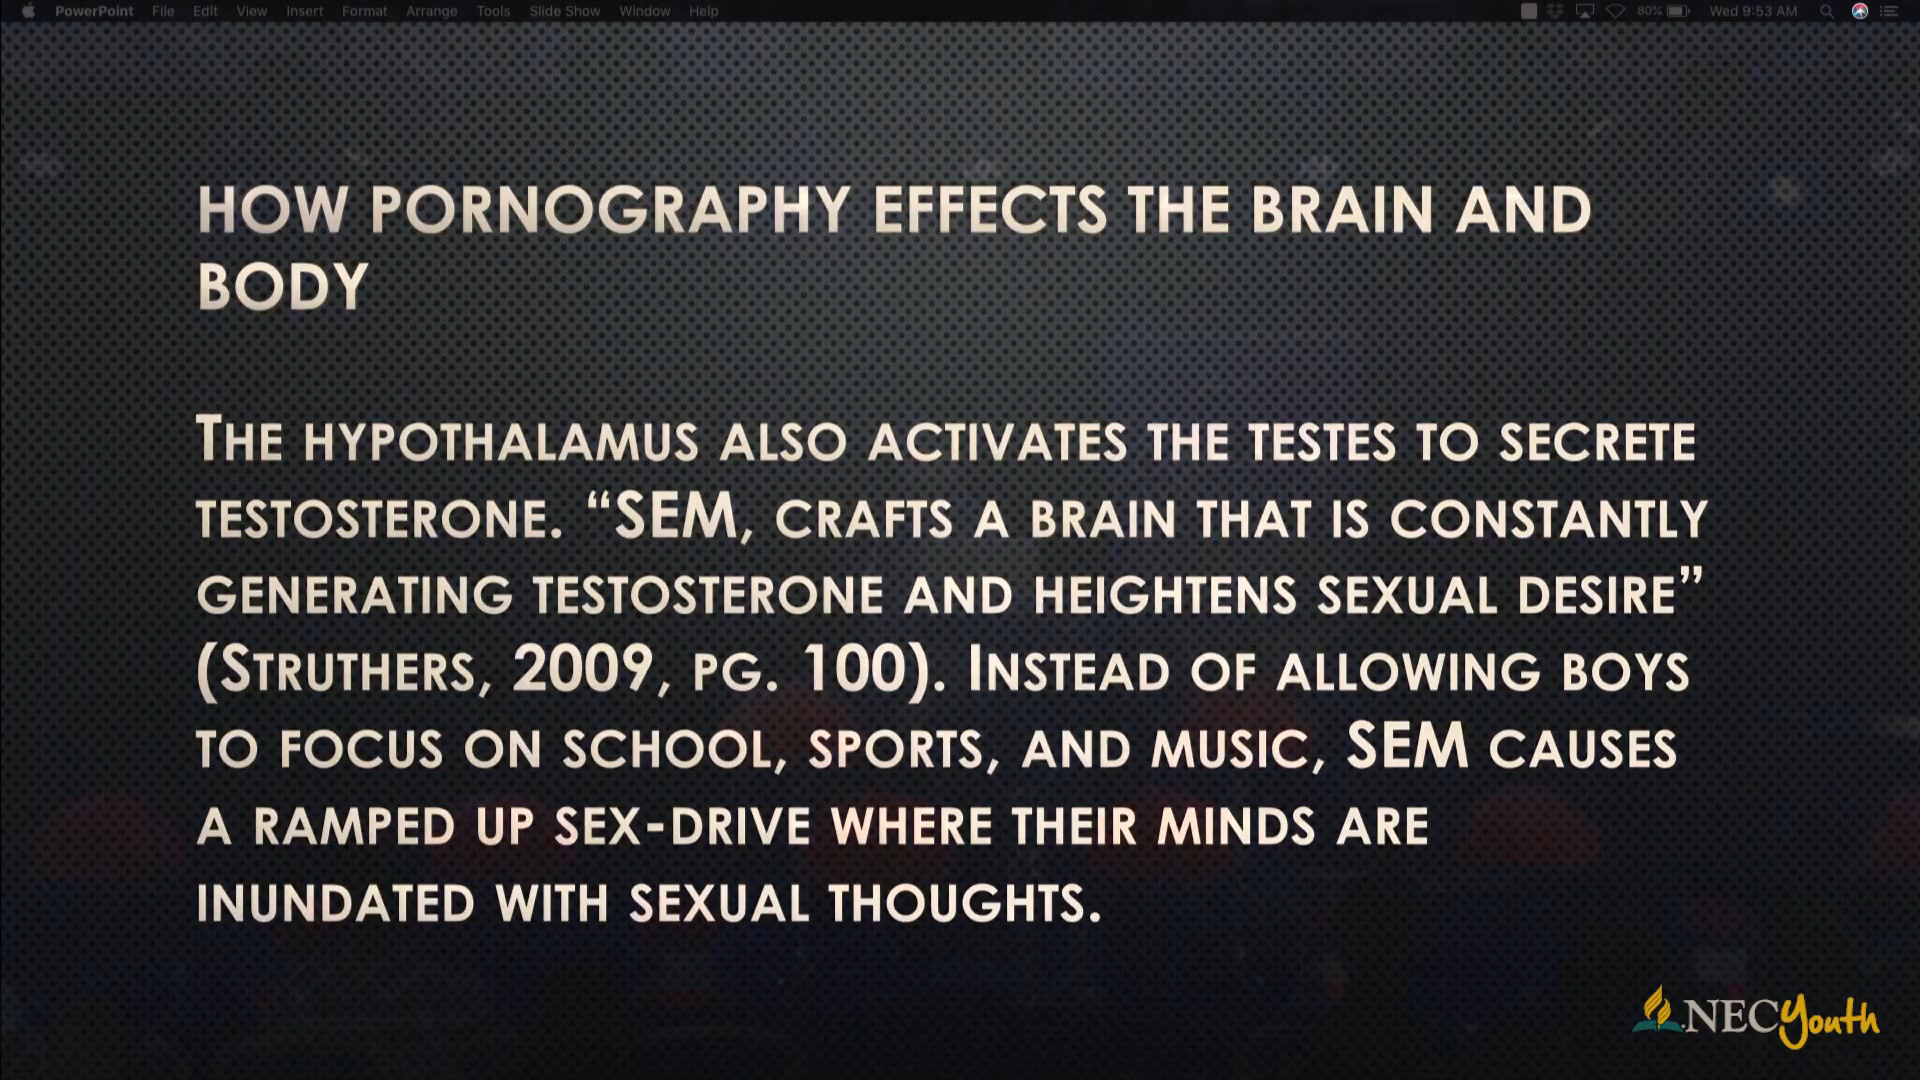 PowerPoint File Edit View Insert Format Arrange Tools Slide Show Window Help 80% Wed 9:53 AM
HOW PORNOGRAPHY EFFECTS THE BRAIN AND
BODY
THE HYPOTHALAMUS ALSO ACTIVATES THE TESTES TO SECRETE
TESTOSTERONE. “SEM, CRAFTS A BRAIN THAT IS CONSTANTLY
GENERATING TESTOSTERONE AND HEIGHTENS SEXUAL DESIRE”
(STRUTHERS, 2009, PG. 100). INSTEAD OF ALLOWING BOYS
TO FOCUS ON SCHOOL, SPORTS, AND MUSIC, SEM CAUSES
A RAMPED UP SEX-DRIVE WHERE THEIR MINDS ARE
INUNDATED WITH SEXUAL THOUGHTS.
NECYouth